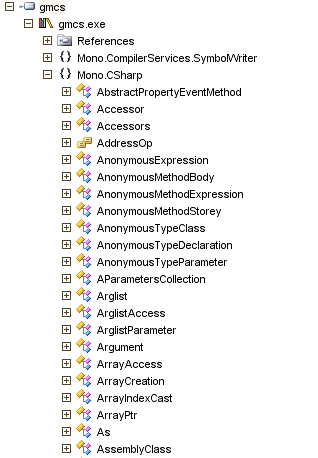 gmcs
gmcs.exe
References
{} Mono.CompilerServices.SymbolWriter
{} Mono.CSharp
AbstractPropertyEventMethod
Accessor
Accessors
AddressOp
AnonymousExpression
AnonymousMethodBody
AnonymousMethodExpression
AnonymousMethodStorey
AnonymousTypeClass
AnonymousTypeDeclaration
AnonymousTypeParameter
AParametersCollection
Arglist
ArglistAccess
ArglistParameter
Argument
ArrayAccess
ArrayCreation
ArrayIndexCast
ArrayPtr
As
AssemblyClass